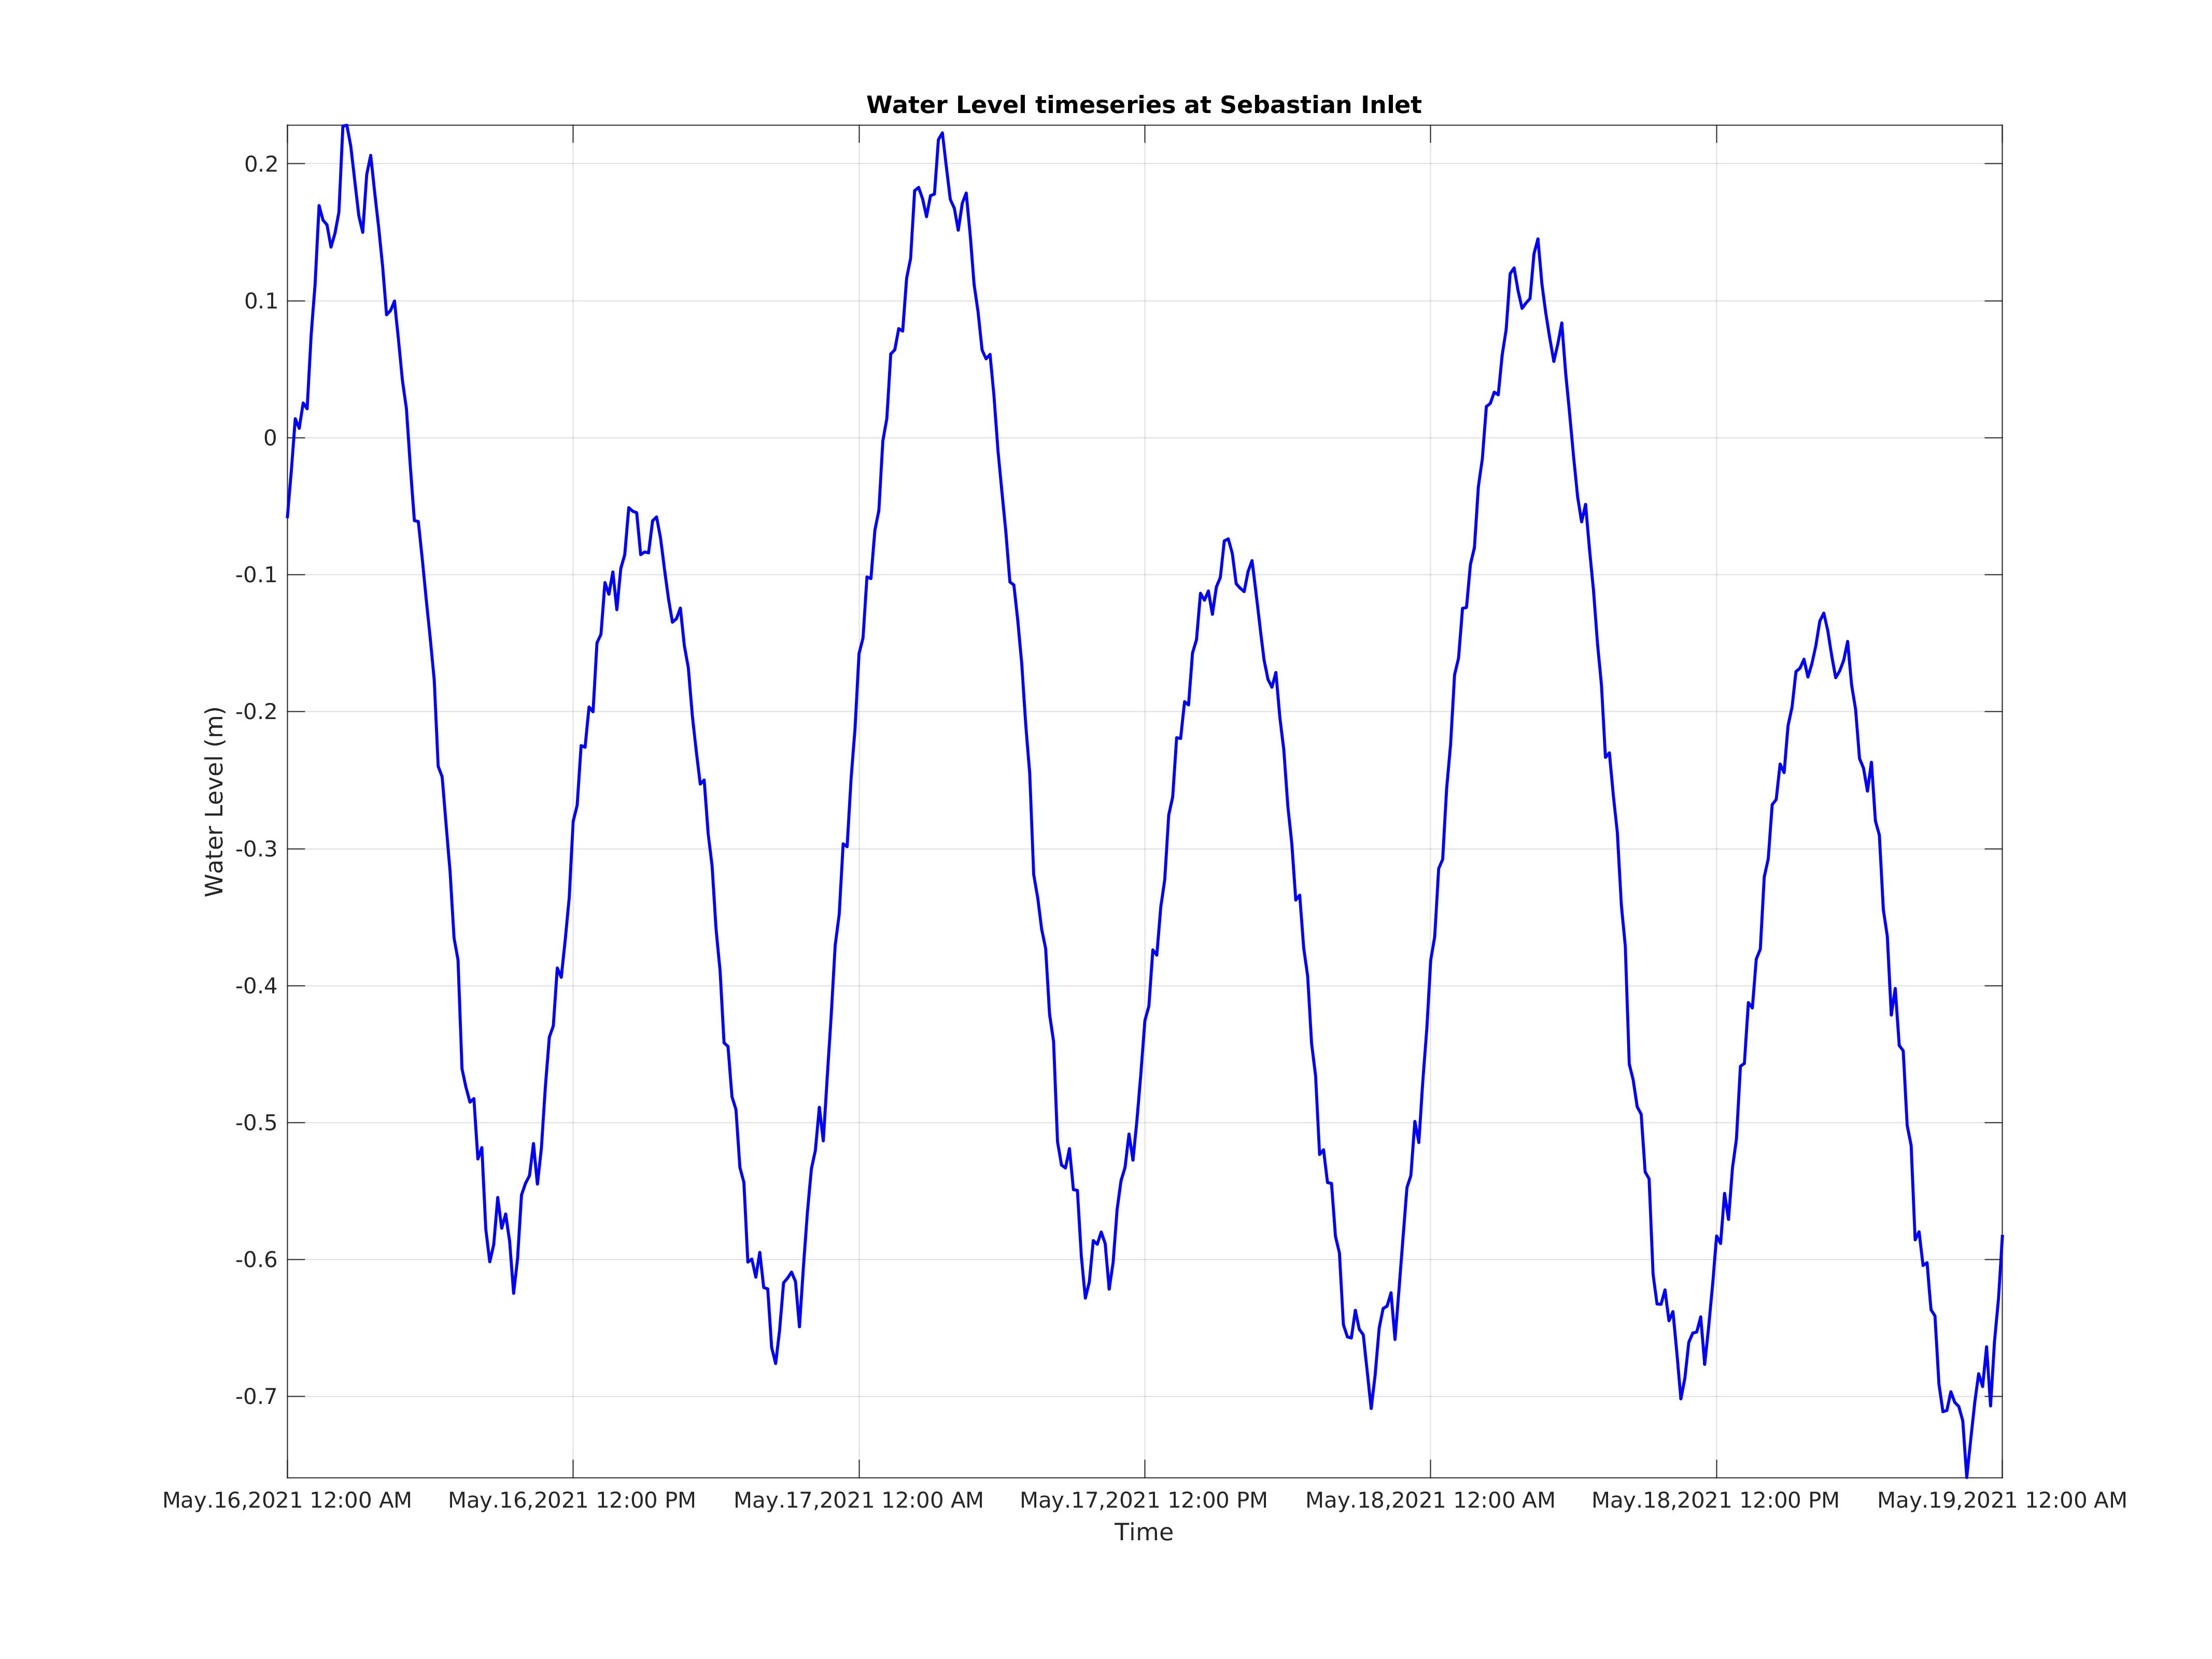 Water Level timeseries at Sebastian Inlet
0.2
0.1
0
-0.1
-0.2
-0.3
-0.4
-0.5
-0.6
-0.7
Water Level (m)
May.16,2021 12:00 AM May.16,2021 12:00 PM May.17,2021 12:00 AM May.17,2021 12:00 PM May.18,2021 12:00 AM May.18,2021 12:00 PM May.19,2021 12:00 AM
Time